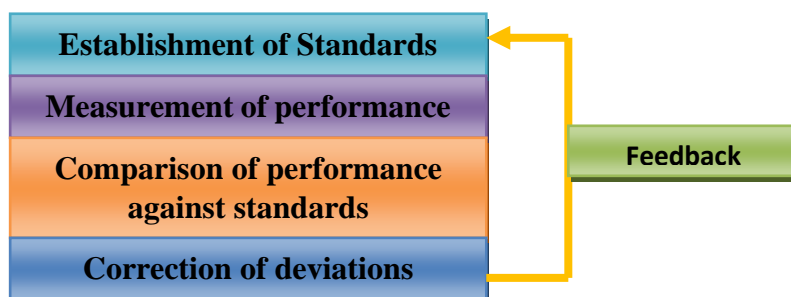 Establishment of Standards
Measurement of performance
Comparison of performance
against standards
Correction of deviations
Feedback